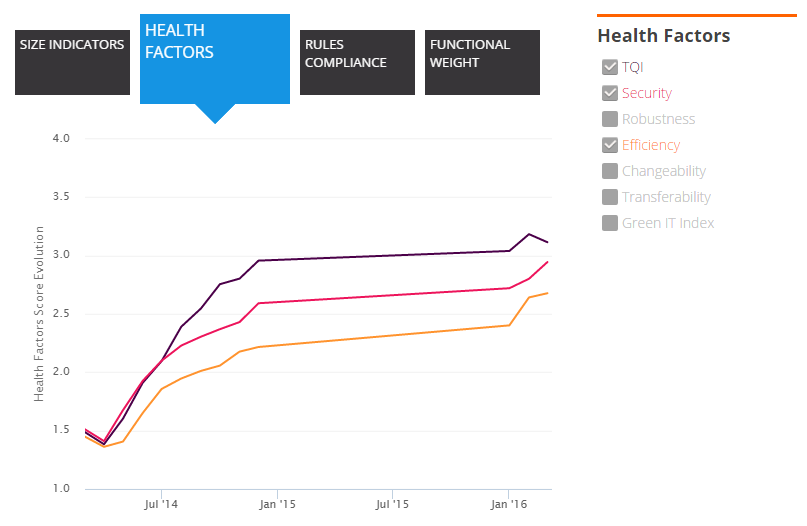 SIZE INDICATORS
HEALTH
FACTORS
RULES
COMPLIANCE
FUNCTIONAL
WEIGHT
Health Factors
TQI
Security
Robustness
Efficiency
Changeability
Transferability
Green IT Index
Health Factors Score Evolution
4.0
3.5
3.0
2.5
2.0
1.5
1.0
Jul '14
Jan '15
Jul '15
Jan '16